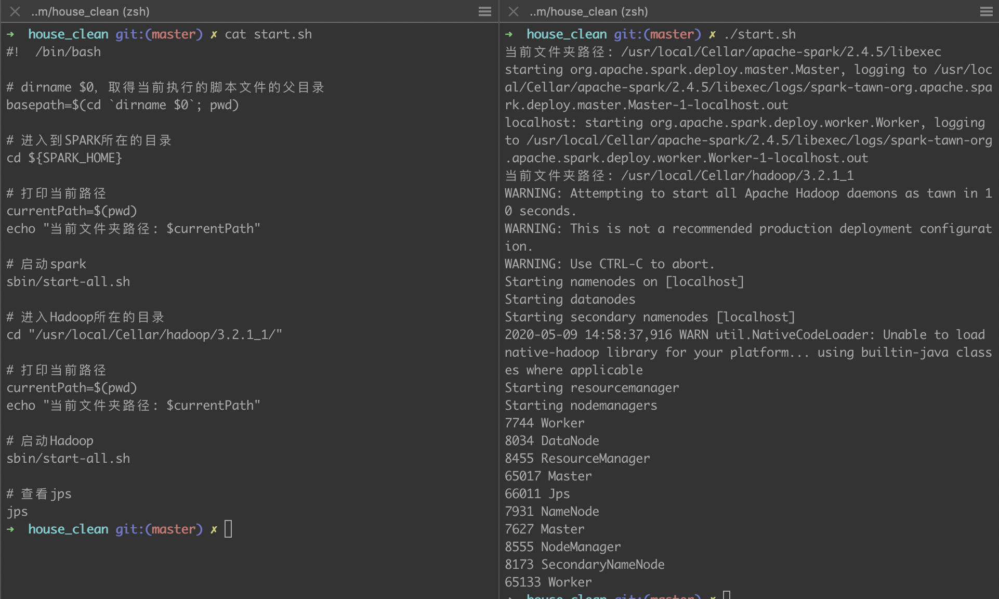 ..m/house_clean (zsh)
→ house_clean git:(master) ✗ cat start.sh
#! /bin/bash
# dirname $0，取得当前执行的脚本文件的父目录
basepath=$(cd `dirname $0`; pwd)
# 进入到SPARK所在的目录
cd ${SPARK_HOME}
# 打印当前路径
currentPath=$(pwd)
echo "当前文件夹路径: $currentPath"
# 启动spark
sbin/start-all.sh
# 进入Hadoop所在的目录
cd "/usr/local/Cellar/hadoop/3.2.1_1/"
# 打印当前路径
currentPath=$(pwd)
echo "当前文件夹路径: $currentPath"
# 启动Hadoop
sbin/start-all.sh
# 查看jps
jps
→ house_clean git:(master) ✗
..m/house_clean (zsh)
→ house_clean git:(master) ✗ ./start.sh
当前文件夹路径: /usr/local/Cellar/apache-spark/2.4.5/libexec
starting org.apache.spark.deploy.master.Master, logging to /usr/loc
al/Cellar/apache-spark/2.4.5/libexec/logs/spark-tawn-org.apache.spa
rk.deploy.master.Master-1-localhost.out
localhost: starting org.apache.spark.deploy.worker.Worker, logging
to /usr/local/Cellar/apache-spark/2.4.5/libexec/logs/spark-tawn-org
.apache.spark.deploy.worker.Worker-1-localhost.out
当前文件夹路径: /usr/local/Cellar/hadoop/3.2.1_1
WARNING: Attempting to start all Apache Hadoop daemons as tawn in 1
0 seconds.
WARNING: This is not a recommended production deployment configurat
ion.
WARNING: Use CTRL-C to abort.
Starting namenodes on [localhost]
Starting datanodes
Starting secondary namenodes [localhost]
2020-05-09 14:58:37,916 WARN util.NativeCodeLoader: Unable to load
native-hadoop library for your platform... using builtin-java class
es where applicable
Starting resourcemanager
Starting nodemanagers
7744 Worker
8034 DataNode
8455 ResourceManager
65017 Master
66011 Jps
7931 NameNode
7627 Master
8555 NodeManager
8173 SecondaryNameNode
65133 Worker
→ house_clean git:(master) ✗